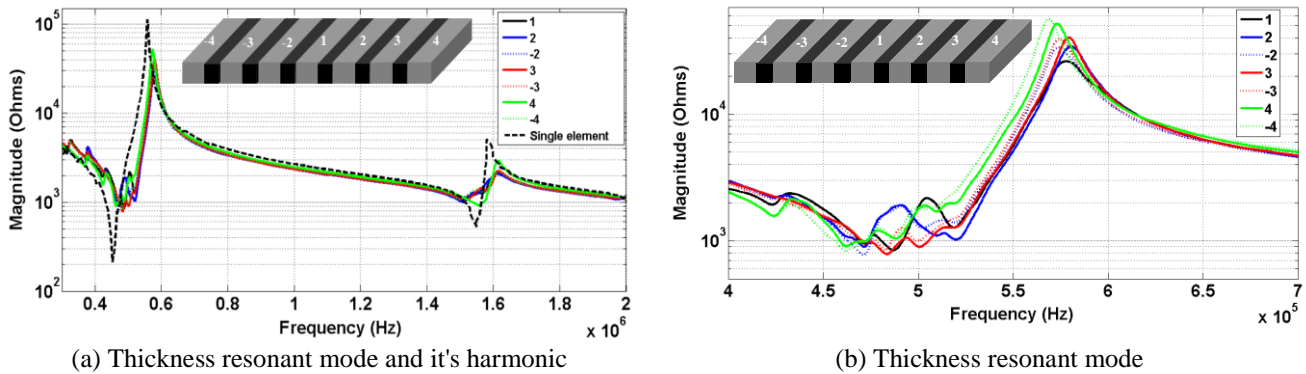 10^5
10^4
10^3
10^2
Magnitude (Ohms)
0.4 0.6 0.8 1 1.2 1.4 1.6 1.8 2
Frequency (Hz)
x 10^6
-4 -3 -2 1 2 3 4
1
2
-2
3
-3
4
-4
Single element
(a) Thickness resonant mode and it's harmonic
10^4
10^3
Magnitude (Ohms)
4 4.5 5 5.5 6 6.5 7
Frequency (Hz)
x 10^5
-4 -3 -2 1 2 3 4
1
2
-2
3
-3
4
-4
(b) Thickness resonant mode